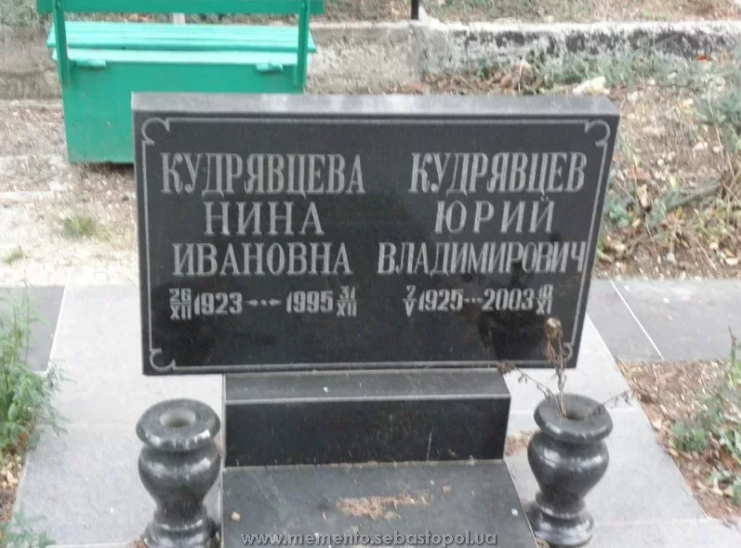 КУДРЯВЦЕВА
НИНА
ИВАНОВНА
26/XII 1923 – 1995 31/XII
КУДРЯВЦЕВ
ЮРИЙ
ВЛАДИМИРОВИЧ
7/V 1925 – 2003 /XI
www.memento.sebastopol.ua